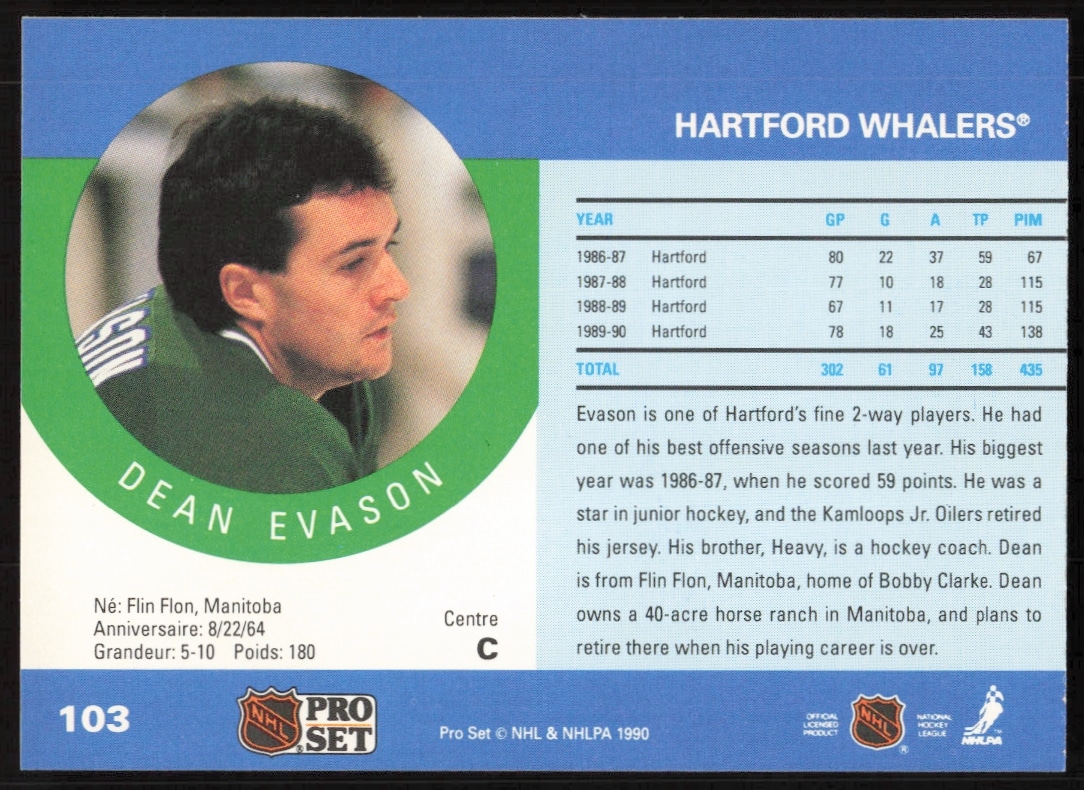 HARTFORD WHALERS®
YEAR GP G A TP PIM
1986-87 Hartford 80 22 37 59 67
1987-88 Hartford 77 10 18 28 115
1988-89 Hartford 67 11 17 28 115
1989-90 Hartford 78 18 25 43 138
TOTAL 302 61 97 158 435
Evason is one of Hartford's fine 2-way players. He had
one of his best offensive seasons last year. His biggest
year was 1986-87, when he scored 59 points. He was a
star in junior hockey, and the Kamloops Jr. Oilers retired
his jersey. His brother, Heavy, is a hockey coach. Dean
is from Flin Flon, Manitoba, home of Bobby Clarke. Dean
owns a 40-acre horse ranch in Manitoba, and plans to
retire there when his playing career is over.
SON
DEAN EVASON
Né: Flin Flon, Manitoba
Anniversaire: 8/22/64
Grandeur: 5-10 Poids: 180
Centre
C
103
NHL
PRO
SET
®
Pro Set © NHL & NHLPA 1990
OFFICIAL
LICENSED
PRODUCT
NHL
®
NATIONAL
HOCKEY
LEAGUE
™
NHLPA